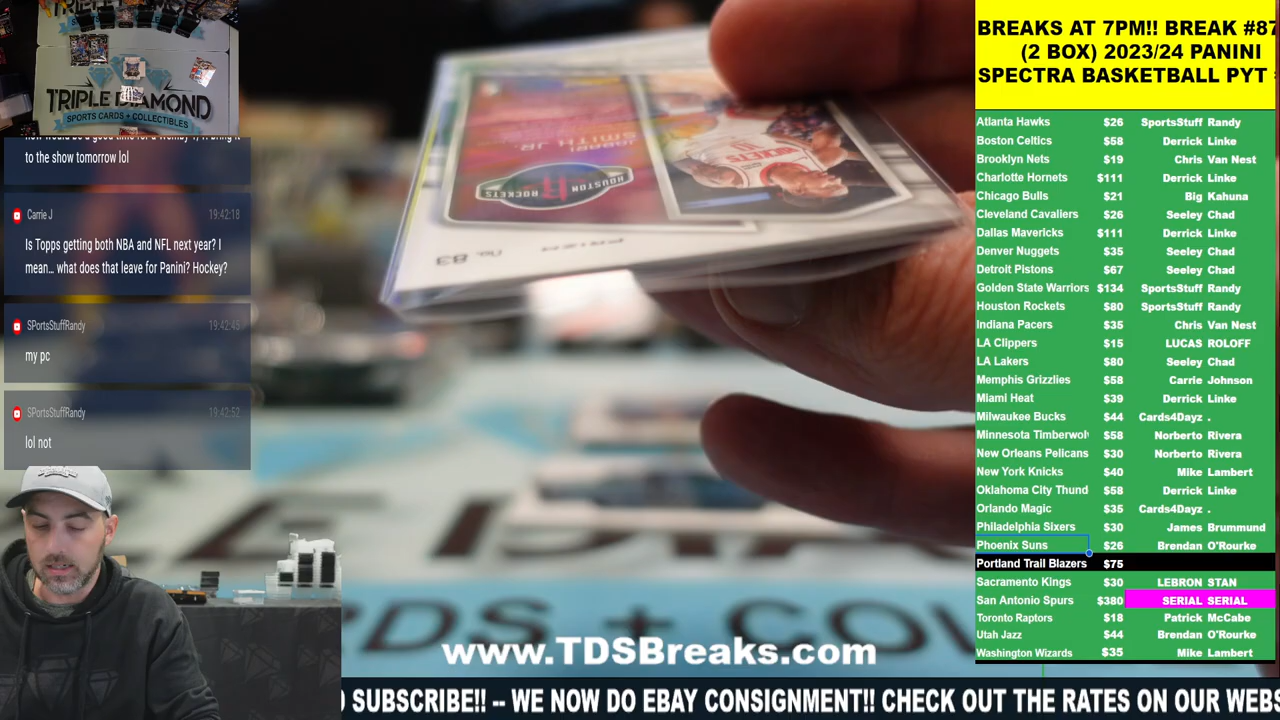 BREAKS AT 7PM!! BREAK #87
(2 BOX) 2023/24 PANINI
SPECTRA BASKETBALL PYT
TRIPLE DIAMOND
SPORTS CARDS + COLLECTIBLES
to the show tomorrow lol
Carrie J 19:42:18
Is Topps getting both NBA and NFL next year? I
mean... what does that leave for Panini? Hockey?
SPortsStuffRandy 19:42:45
my pc
SPortsStuffRandy 19:42:52
lol not
SMITH JR.
HOUSTON
ROCKETS
PRIZM
no. 83
Atlanta Hawks $26 SportsStuff Randy
Boston Celtics $58 Derrick Linke
Brooklyn Nets $19 Chris Van Nest
Charlotte Hornets $111 Derrick Linke
Chicago Bulls $21 Big Kahuna
Cleveland Cavaliers $26 Seeley Chad
Dallas Mavericks $111 Derrick Linke
Denver Nuggets $35 Seeley Chad
Detroit Pistons $67 Seeley Chad
Golden State Warriors $134 SportsStuff Randy
Houston Rockets $80 SportsStuff Randy
Indiana Pacers $35 Chris Van Nest
LA Clippers $15 LUCAS ROLOFF
LA Lakers $80 Seeley Chad
Memphis Grizzlies $58 Carrie Johnson
Miami Heat $39 Derrick Linke
Milwaukee Bucks $44 Cards4Dayz .
Minnesota Timberwolv $58 Norberto Rivera
New Orleans Pelicans $30 Norberto Rivera
New York Knicks $40 Mike Lambert
Oklahoma City Thund $58 Derrick Linke
Orlando Magic $35 Cards4Dayz .
Philadelphia Sixers $30 James Brummund
Phoenix Suns $26 Brendan O'Rourke
Portland Trail Blazers $75
Sacramento Kings $30 LEBRON STAN
San Antonio Spurs $380 SERIAL SERIAL
Toronto Raptors $18 Patrick McCabe
Utah Jazz $44 Brendan O'Rourke
Washington Wizards $35 Mike Lambert
www.TDSBreaks.com
SUBSCRIBE!! -- WE NOW DO EBAY CONSIGNMENT!! CHECK OUT THE RATES ON OUR WEBS